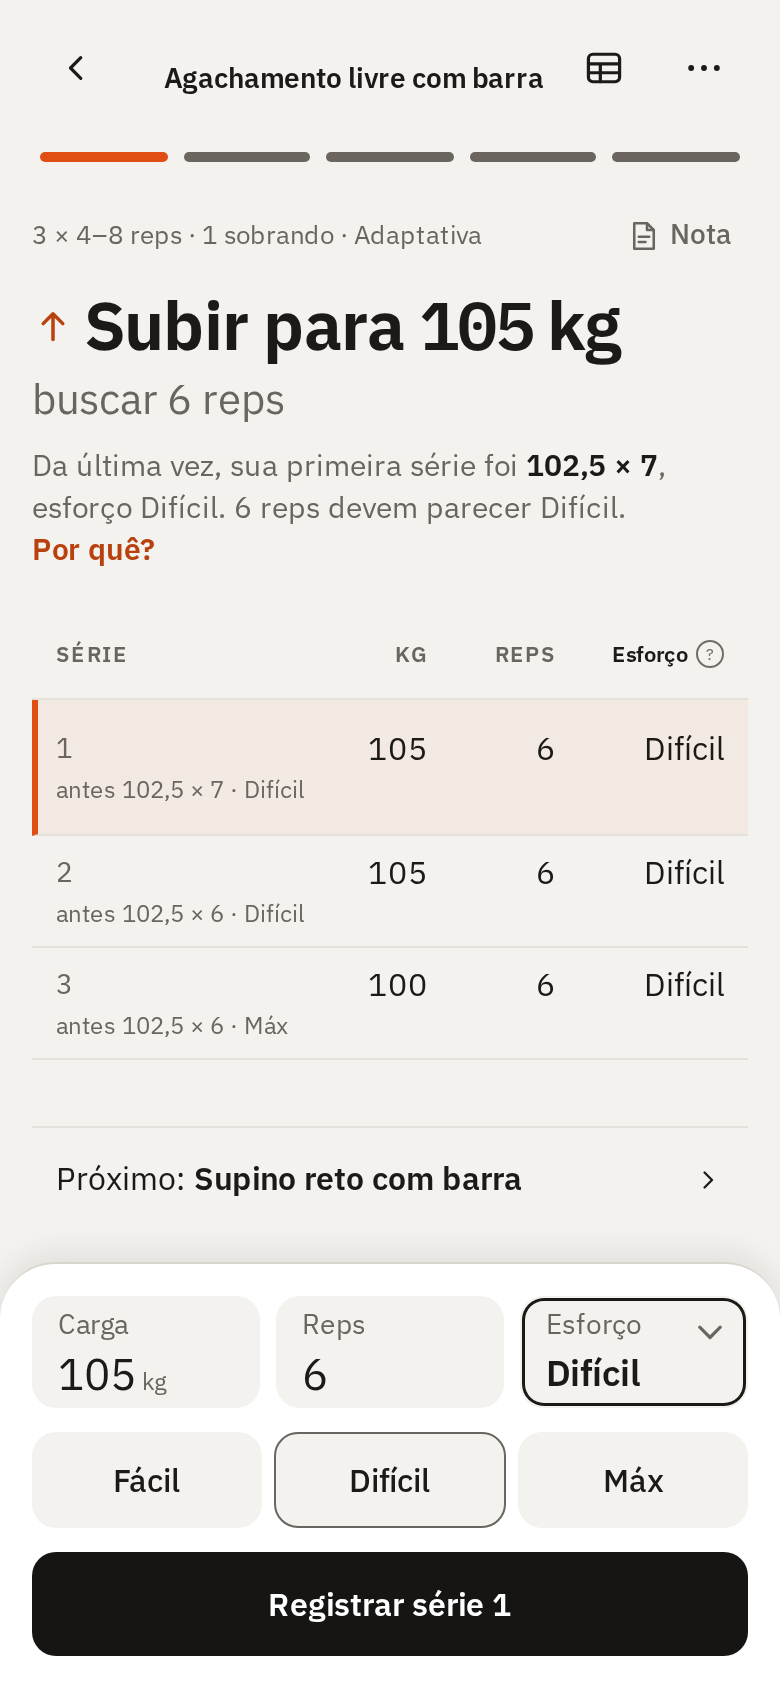 Agachamento livre com barra
3 × 4–8 reps · 1 sobrando · Adaptativa
Nota
↑ Subir para 105 kg
buscar 6 reps
Da última vez, sua primeira série foi 102,5 × 7,
esforço Difícil. 6 reps devem parecer Difícil.
Por quê?
SÉRIE KG REPS Esforço ?
1 105 6 Difícil
antes 102,5 × 7 · Difícil
2 105 6 Difícil
antes 102,5 × 6 · Difícil
3 100 6 Difícil
antes 102,5 × 6 · Máx
Próximo: Supino reto com barra
Carga Reps Esforço
105 kg 6 Difícil
Fácil Difícil Máx
Registrar série 1